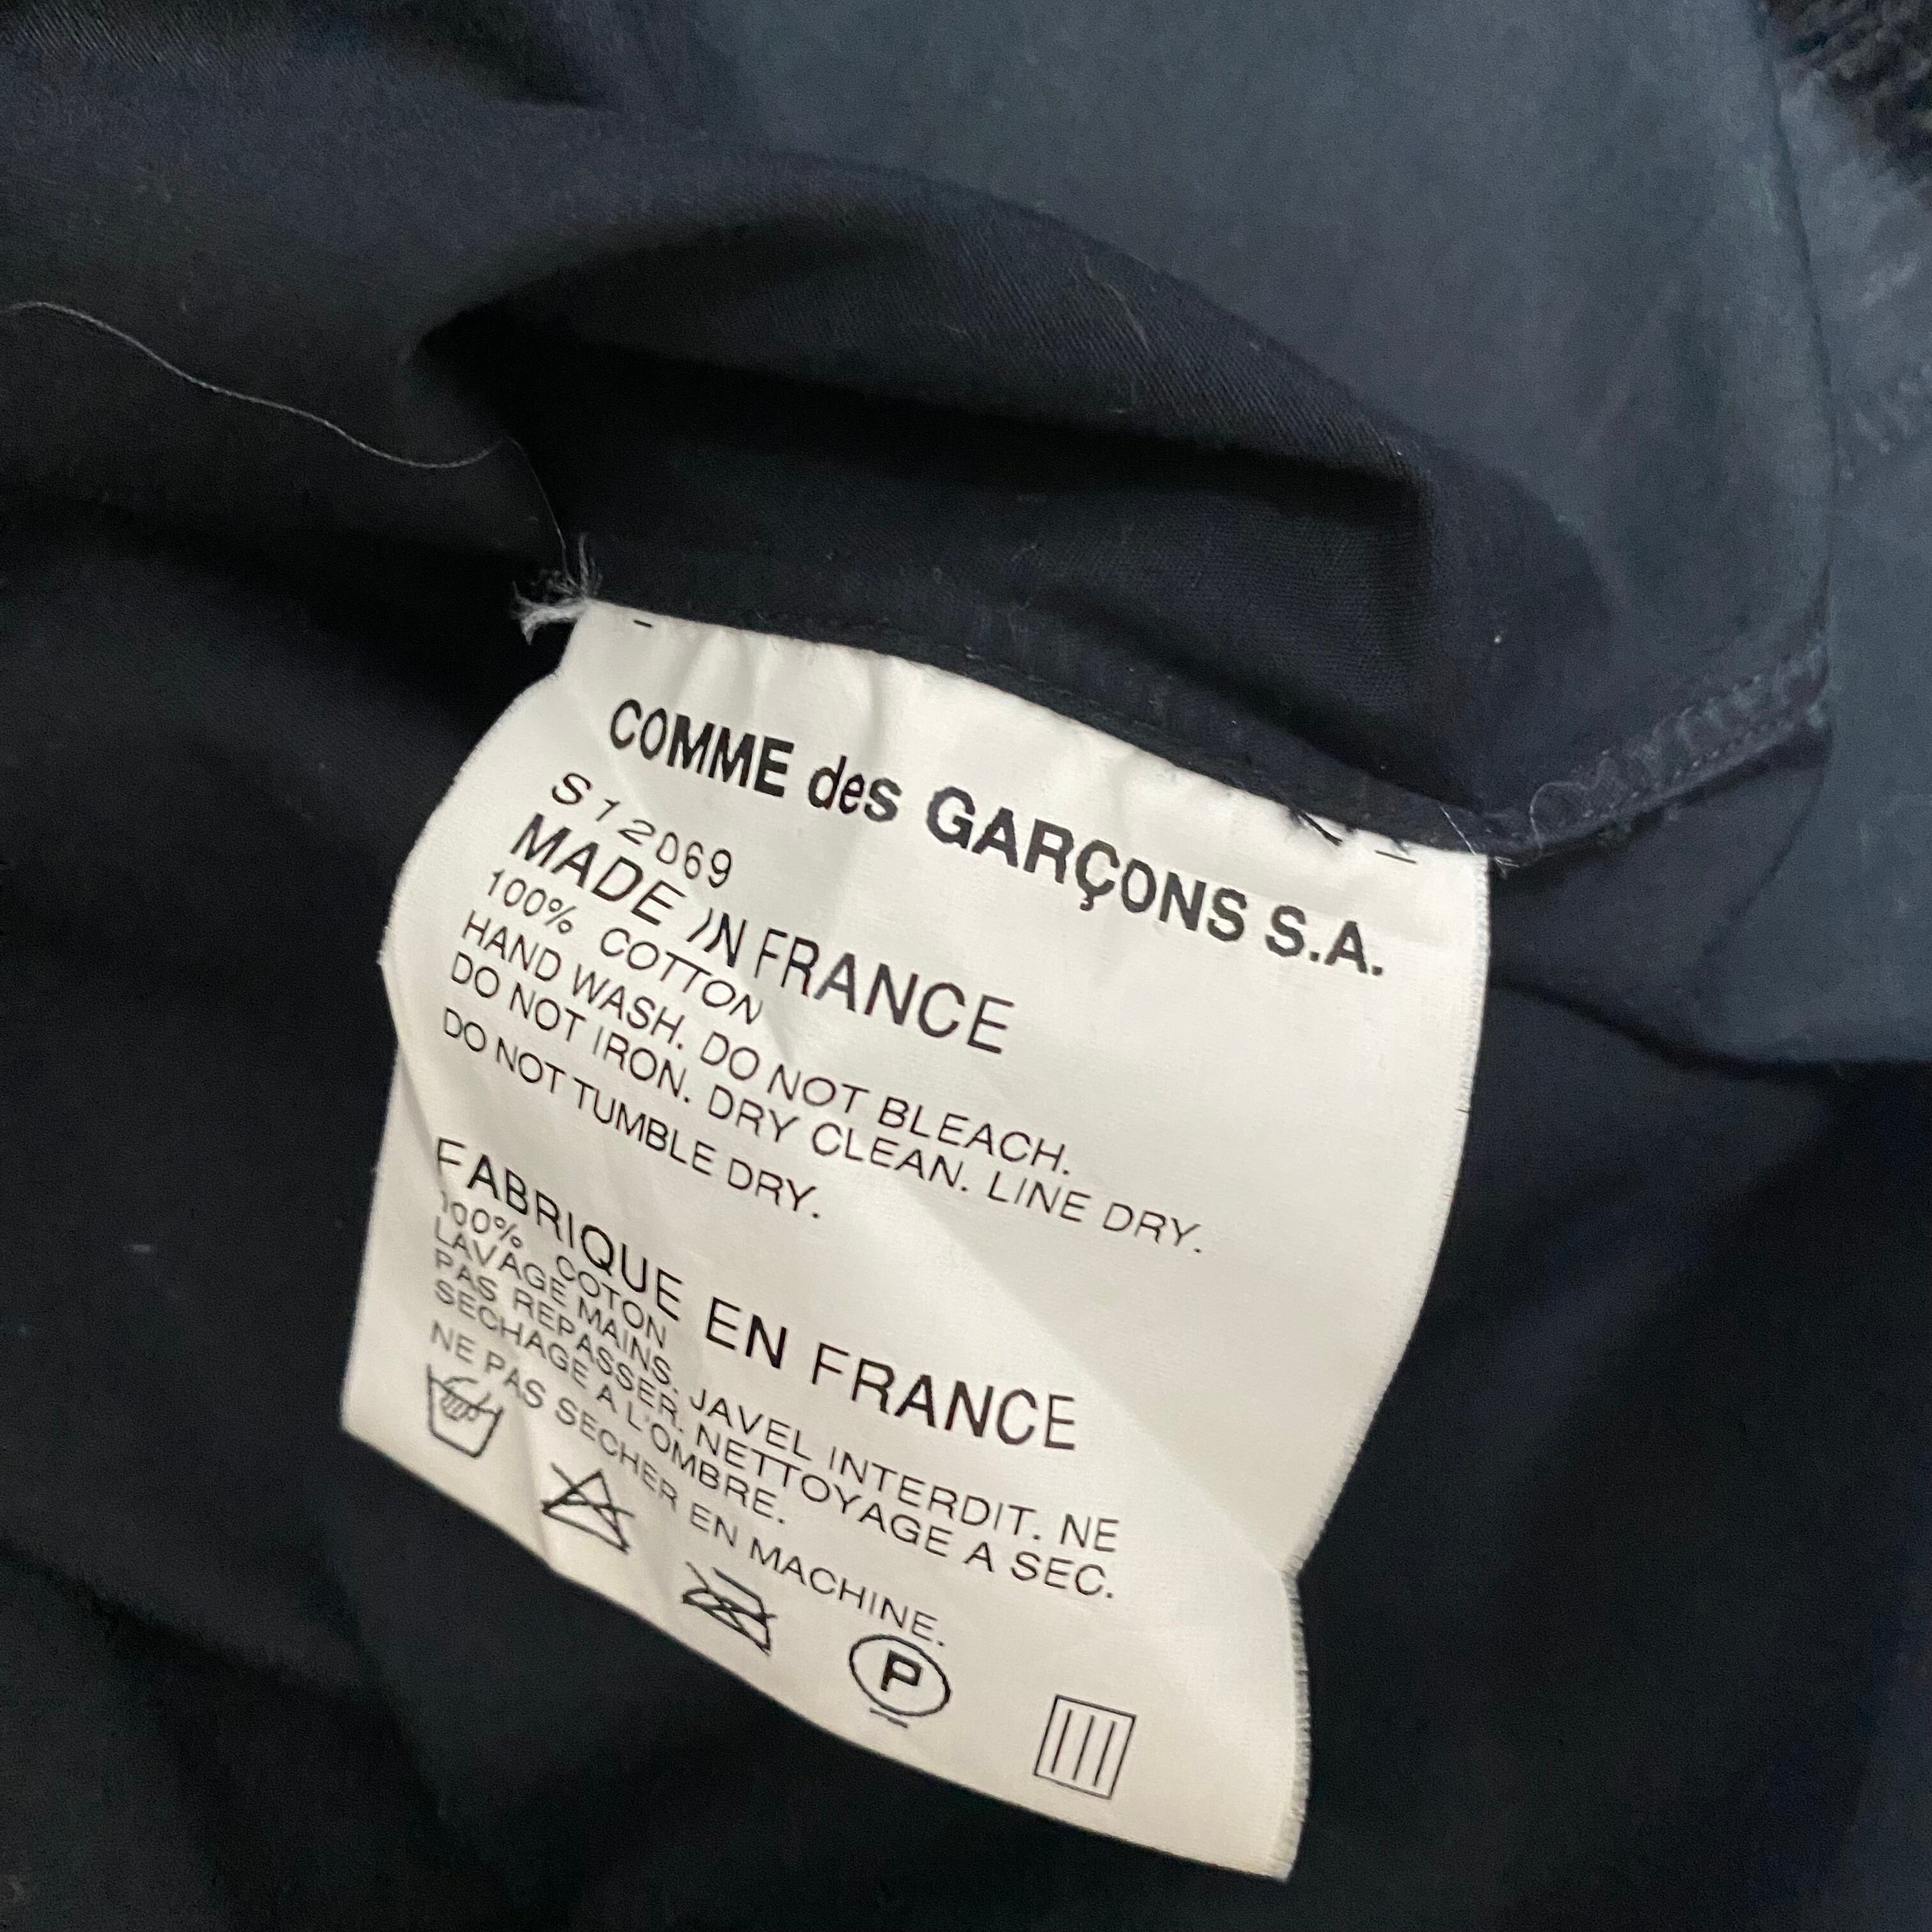 COMME des GARÇONS S.A.
S12069
MADE IN FRANCE
100% COTTON
HAND WASH. DO NOT BLEACH.
DO NOT IRON. DRY CLEAN. LINE DRY.
DO NOT TUMBLE DRY.
FABRIQUE EN FRANCE
100% COTON
LAVAGE MAINS. JAVEL INTERDIT. NE
PAS REPASSER. NETTOYAGE A SEC.
SECHAGE A L'OMBRE.
NE PAS SECHER EN MACHINE.
P